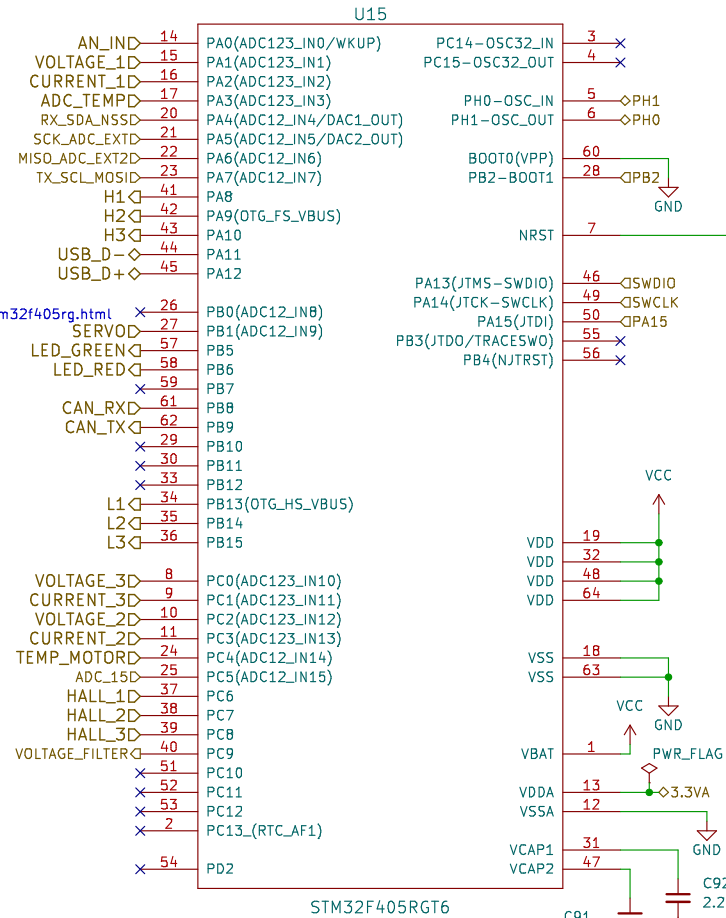 U15
AN_IN 14 PA0(ADC123_IN0/WKUP) PC14-OSC32_IN 3
VOLTAGE_1 15 PA1(ADC123_IN1) PC15-OSC32_OUT 4
CURRENT_1 16 PA2(ADC123_IN2)
ADC_TEMP 17 PA3(ADC123_IN3) PH0-OSC_IN 5 PH1
RX_SDA_NSS 20 PA4(ADC12_IN4/DAC1_OUT) PH1-OSC_OUT 6 PH0
SCK_ADC_EXT 21 PA5(ADC12_IN5/DAC2_OUT)
MISO_ADC_EXT2 22 PA6(ADC12_IN6) BOOT0(VPP) 60
TX_SCL_MOSI 23 PA7(ADC12_IN7) PB2-BOOT1 28 PB2
H1 41 PA8
GND
H2 42 PA9(OTG_FS_VBUS)
H3 43 PA10 NRST 7
USB_D- 44 PA11
USB_D+ 45 PA12
PA13(JTMS-SWDIO) 46 SWDIO
PA14(JTCK-SWCLK) 49 SWCLK
m32f405rg.html 26 PB0(ADC12_IN8)
PA15(JTDI) 50 PA15
SERVO 27 PB1(ADC12_IN9)
PB3(JTDO/TRACESWO) 55
LED_GREEN 57 PB5
PB4(NJTRST) 56
LED_RED 58 PB6
59 PB7
CAN_RX 61 PB8
CAN_TX 62 PB9
29 PB10
30 PB11
VCC
33 PB12
L1 34 PB13(OTG_HS_VBUS)
L2 35 PB14
L3 36 PB15 VDD 19
VDD 32
VOLTAGE_3 8 PC0(ADC123_IN10) VDD 48
CURRENT_3 9 PC1(ADC123_IN11) VDD 64
VOLTAGE_2 10 PC2(ADC123_IN12)
CURRENT_2 11 PC3(ADC123_IN13)
TEMP_MOTOR 24 PC4(ADC12_IN14) VSS 18
ADC_15 25 PC5(ADC12_IN15) VSS 63
HALL_1 37 PC6
VCC
HALL_2 38 PC7
GND
HALL_3 39 PC8
VOLTAGE_FILTER 40 PC9 VBAT 1 PWR_FLAG
51 PC10
52 PC11 VDDA 13 3.3VA
53 PC12 VSSA 12
2 PC13_(RTC_AF1)
VCAP1 31 GND
54 PD2 VCAP2 47
C92
2.2
STM32F405RGT6
C91